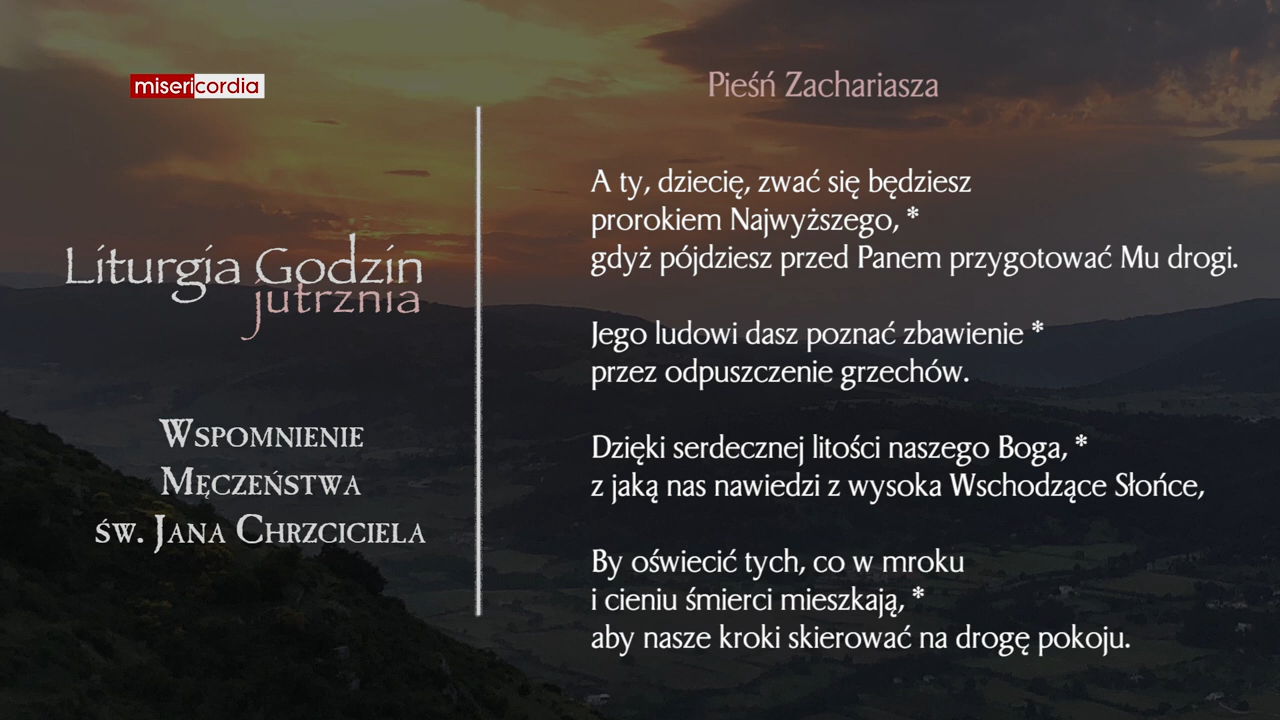 misericordia
Liturgia Godzin
jutrznia
Wspomnienie
Męczeństwa
św. Jana Chrzciciela
Pieśń Zachariasza
A ty, dziecię, zwać się będziesz
prorokiem Najwyższego, *
gdyż pójdziesz przed Panem przygotować Mu drogi.
Jego ludowi dasz poznać zbawienie *
przez odpuszczenie grzechów.
Dzięki serdecznej litości naszego Boga, *
z jaką nas nawiedzi z wysoka Wschodzące Słońce,
By oświecić tych, co w mroku
i cieniu śmierci mieszkają, *
aby nasze kroki skierować na drogę pokoju.